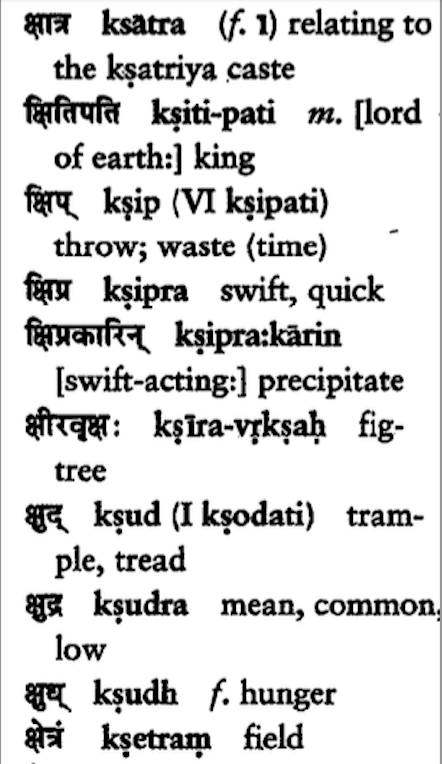 क्षात्र ksātra (f. ī) relating to
the kṣatriya caste
क्षितिपति kṣiti-pati m. [lord
of earth:] king
क्षिप् kṣip (VI kṣipati)
throw; waste (time)
क्षिप्र kṣipra swift, quick
क्षिप्रकारिन् kṣipra:kārin
[swift-acting:] precipitate
क्षीरवृक्षः kṣīra-vṛkṣaḥ fig-
tree
क्षुद् kṣud (I kṣodati) tram-
ple, tread
क्षुद्र kṣudra mean, common,
low
क्षुध् kṣudh f. hunger
क्षेत्रं kṣetraṃ field